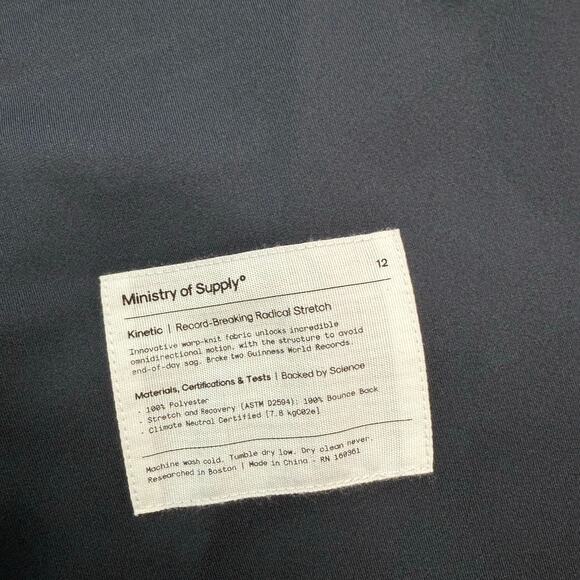 Ministry of Supply° 12
Kinetic | Record-Breaking Radical Stretch
Innovative warp-knit fabric unlocks incredible
omnidirectional motion, with the structure to avoid
end-of-day sag. Broke two Guinness World Records.
Materials, Certifications & Tests | Backed by Science
- 100% Polyester
- Stretch and Recovery (ASTM D2594): 100% Bounce Back
- Climate Neutral Certified [7.8 kgCO2e]
Machine wash cold. Tumble dry low. Dry clean never.
Researched in Boston | Made in China - RN 160361